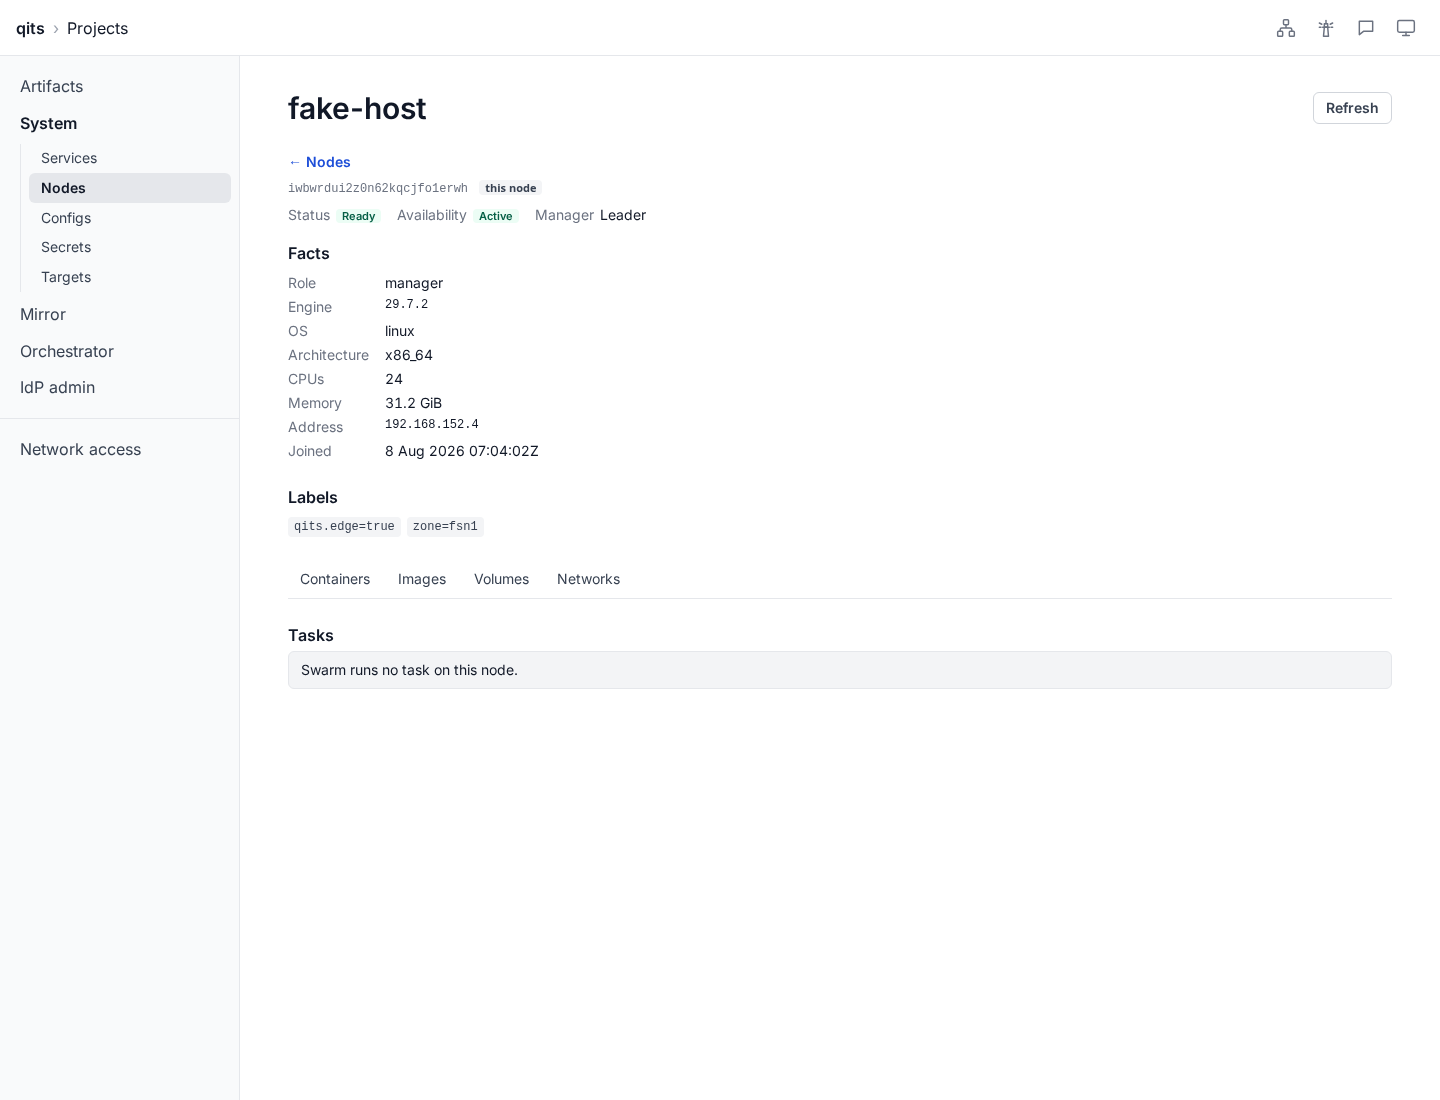 qits › Projects
Artifacts
System
Services
Nodes
Configs
Secrets
Targets
Mirror
Orchestrator
IdP admin
Network access
fake-host
Refresh
← Nodes
iwbwrdui2z0n62kqcjfo1erwh this node
Status Ready Availability Active Manager Leader
Facts
Role manager
Engine 29.7.2
OS linux
Architecture x86_64
CPUs 24
Memory 31.2 GiB
Address 192.168.152.4
Joined 8 Aug 2026 07:04:02Z
Labels
qits.edge=true zone=fsn1
Containers Images Volumes Networks
Tasks
Swarm runs no task on this node.